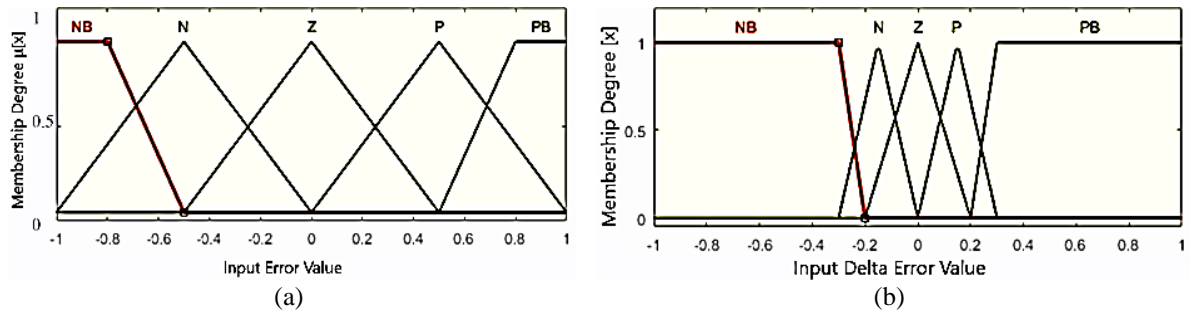 NB N Z P PB
1
0.5
0
Membership Degree μ[x]
-1 -0.8 -0.6 -0.4 -0.2 0 0.2 0.4 0.6 0.8 1
Input Error Value
(a)
NB N Z P PB
1
0.5
0
Membership Degree [x]
-1 -0.8 -0.6 -0.4 -0.2 0 0.2 0.4 0.6 0.8 1
Input Delta Error Value
(b)